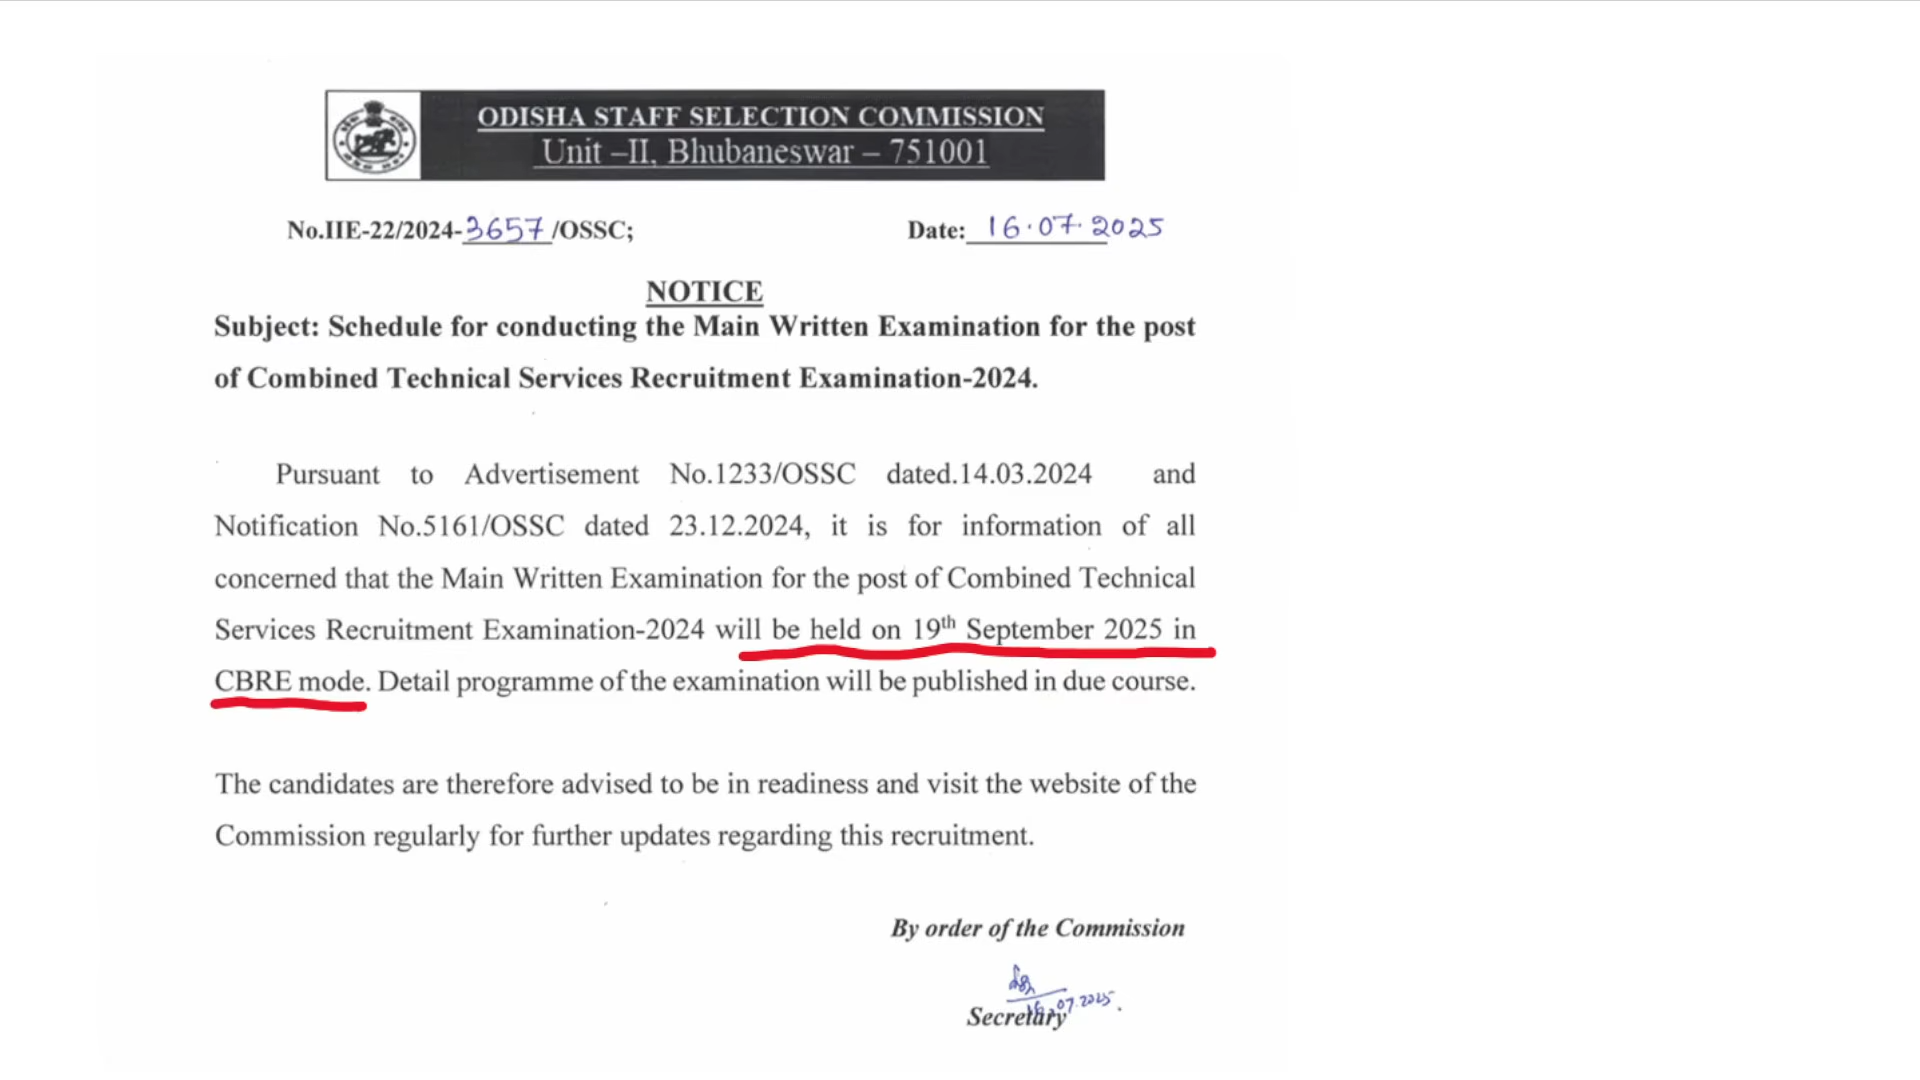 ODISHA STAFF SELECTION COMMISSION
Unit –II, Bhubaneswar – 751001
No.IIE-22/2024-3657/OSSC; Date: 16.07.2025
NOTICE
Subject: Schedule for conducting the Main Written Examination for the post
of Combined Technical Services Recruitment Examination-2024.
Pursuant to Advertisement No.1233/OSSC dated.14.03.2024 and
Notification No.5161/OSSC dated 23.12.2024, it is for information of all
concerned that the Main Written Examination for the post of Combined Technical
Services Recruitment Examination-2024 will be held on 19th September 2025 in
CBRE mode. Detail programme of the examination will be published in due course.
The candidates are therefore advised to be in readiness and visit the website of the
Commission regularly for further updates regarding this recruitment.
By order of the Commission
16.07.2025.
Secretary